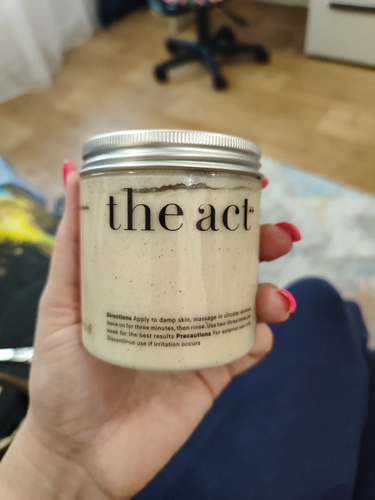 the act
Directions Apply to damp skin, massage in circular
leave on for three minutes, then rinse. Use two-three
week for the best results Precautions For external use
Discontinue use if irritation occurs